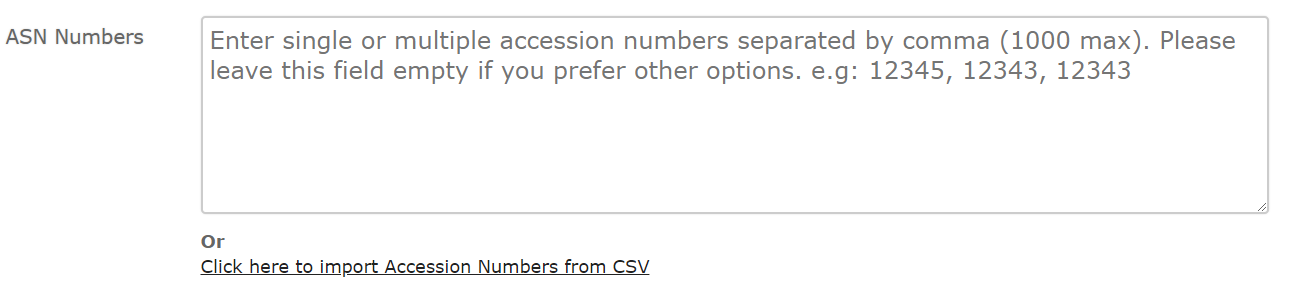 ASN Numbers
Enter single or multiple accession numbers separated by comma (1000 max). Please
leave this field empty if you prefer other options. e.g: 12345, 12343, 12343
Or
Click here to import Accession Numbers from CSV